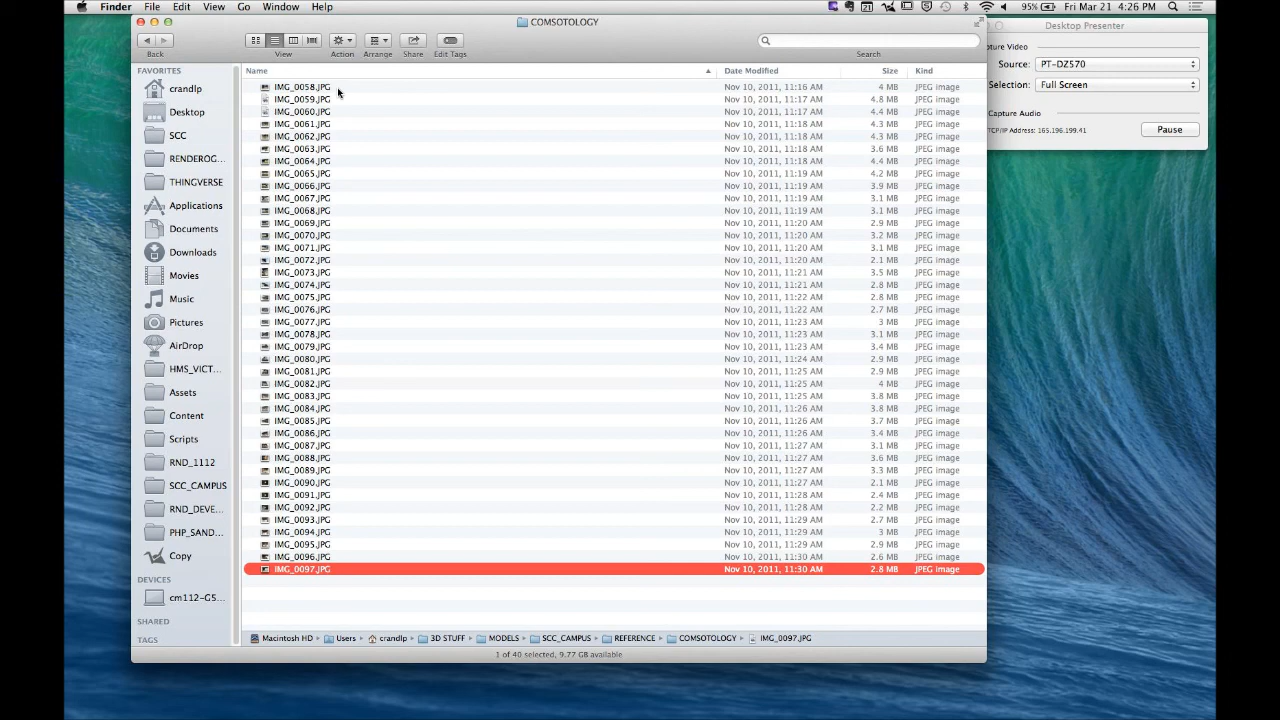 Finder File Edit View Go Window Help 95% Fri Mar 21 4:26 PM
COMSOTOLOGY
Back View Action Arrange Share Edit Tags Search
FAVORITES
crandlp
Desktop
SCC
RENDEROG...
THINGVERSE
Applications
Documents
Downloads
Movies
Music
Pictures
AirDrop
HMS_VICT...
Assets
Content
Scripts
RND_1112
SCC_CAMPUS
RND_DEVE...
PHP_SAND...
Copy
DEVICES
cm112-G5...
SHARED
TAGS
Name Date Modified Size Kind
IMG_0058.JPG Nov 10, 2011, 11:16 AM 4 MB JPEG image
IMG_0059.JPG Nov 10, 2011, 11:17 AM 4.8 MB JPEG image
IMG_0060.JPG Nov 10, 2011, 11:17 AM 4.4 MB JPEG image
IMG_0061.JPG Nov 10, 2011, 11:18 AM 4.3 MB JPEG image
IMG_0062.JPG Nov 10, 2011, 11:18 AM 4.3 MB JPEG image
IMG_0063.JPG Nov 10, 2011, 11:18 AM 3.6 MB JPEG image
IMG_0064.JPG Nov 10, 2011, 11:18 AM 4.4 MB JPEG image
IMG_0065.JPG Nov 10, 2011, 11:19 AM 4.2 MB JPEG image
IMG_0066.JPG Nov 10, 2011, 11:19 AM 3.9 MB JPEG image
IMG_0067.JPG Nov 10, 2011, 11:19 AM 3.1 MB JPEG image
IMG_0068.JPG Nov 10, 2011, 11:19 AM 3.1 MB JPEG image
IMG_0069.JPG Nov 10, 2011, 11:20 AM 2.9 MB JPEG image
IMG_0070.JPG Nov 10, 2011, 11:20 AM 3.2 MB JPEG image
IMG_0071.JPG Nov 10, 2011, 11:20 AM 3.1 MB JPEG image
IMG_0072.JPG Nov 10, 2011, 11:20 AM 2.1 MB JPEG image
IMG_0073.JPG Nov 10, 2011, 11:21 AM 3.5 MB JPEG image
IMG_0074.JPG Nov 10, 2011, 11:21 AM 2.8 MB JPEG image
IMG_0075.JPG Nov 10, 2011, 11:22 AM 2.8 MB JPEG image
IMG_0076.JPG Nov 10, 2011, 11:22 AM 2.7 MB JPEG image
IMG_0077.JPG Nov 10, 2011, 11:23 AM 3 MB JPEG image
IMG_0078.JPG Nov 10, 2011, 11:23 AM 3.1 MB JPEG image
IMG_0079.JPG Nov 10, 2011, 11:23 AM 3.4 MB JPEG image
IMG_0080.JPG Nov 10, 2011, 11:24 AM 2.9 MB JPEG image
IMG_0081.JPG Nov 10, 2011, 11:25 AM 2.9 MB JPEG image
IMG_0082.JPG Nov 10, 2011, 11:25 AM 4 MB JPEG image
IMG_0083.JPG Nov 10, 2011, 11:25 AM 3.8 MB JPEG image
IMG_0084.JPG Nov 10, 2011, 11:26 AM 3.8 MB JPEG image
IMG_0085.JPG Nov 10, 2011, 11:26 AM 3.7 MB JPEG image
IMG_0086.JPG Nov 10, 2011, 11:26 AM 3.4 MB JPEG image
IMG_0087.JPG Nov 10, 2011, 11:27 AM 3.1 MB JPEG image
IMG_0088.JPG Nov 10, 2011, 11:27 AM 3.6 MB JPEG image
IMG_0089.JPG Nov 10, 2011, 11:27 AM 3.3 MB JPEG image
IMG_0090.JPG Nov 10, 2011, 11:27 AM 2.1 MB JPEG image
IMG_0091.JPG Nov 10, 2011, 11:28 AM 2.4 MB JPEG image
IMG_0092.JPG Nov 10, 2011, 11:28 AM 2.2 MB JPEG image
IMG_0093.JPG Nov 10, 2011, 11:29 AM 2.7 MB JPEG image
IMG_0094.JPG Nov 10, 2011, 11:29 AM 3 MB JPEG image
IMG_0095.JPG Nov 10, 2011, 11:29 AM 2.9 MB JPEG image
IMG_0096.JPG Nov 10, 2011, 11:30 AM 2.6 MB JPEG image
IMG_0097.JPG Nov 10, 2011, 11:30 AM 2.8 MB JPEG image
Macintosh HD Users crandlp 3D STUFF MODELS SCC_CAMPUS REFERENCE COMSOTOLOGY IMG_0097.JPG
1 of 40 selected, 9.77 GB available
Desktop Presenter
pture Video
Source: PT-DZ570
Selection: Full Screen
Capture Audio
TCP/IP Address: 165.196.199.41 Pause